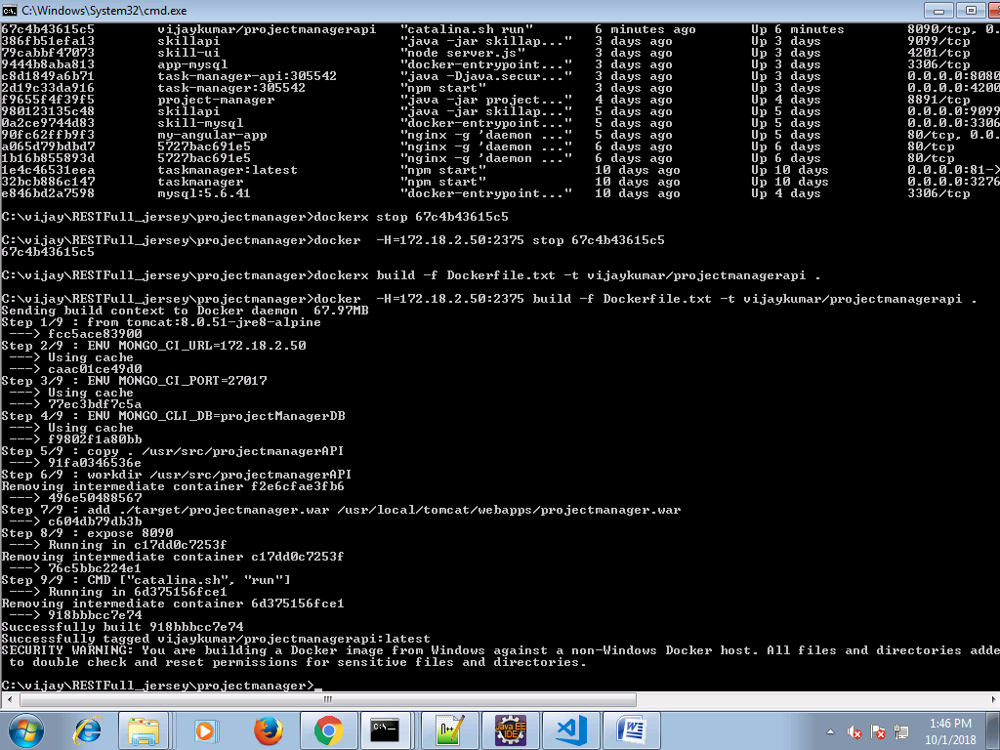 C:\Windows\System32\cmd.exe
67c4b43615c5 vijaykumar/projectmanagerapi "catalina.sh run" 6 minutes ago Up 6 minutes 8090/tcp, 0.
386fb51efa13 skillapi "java -jar skillap..." 3 days ago Up 3 days 9099/tcp
79cabbf47073 skill-ui "node server.js" 3 days ago Up 3 days 4201/tcp
9444b8aba813 app-mysql "docker-entrypoint..." 3 days ago Up 3 days 3306/tcp
c8d1849a6b71 task-manager-api:305542 "java -Djava.secur..." 3 days ago Up 3 days 0.0.0.0:8080
2d19c33da916 task-manager:305542 "npm start" 3 days ago Up 3 days 0.0.0.0:4200
f9655f4f39f5 project-manager "java -jar project..." 4 days ago Up 4 days 8891/tcp
980123135c48 skillapi "java -jar skillap..." 5 days ago Up 5 days 0.0.0.0:9099
0a2ce9744d83 skill-mysql "docker-entrypoint..." 5 days ago Up 5 days 0.0.0.0:3306
90fc62ffb9f3 my-angular-app "nginx -g 'daemon ..." 5 days ago Up 5 days 80/tcp, 0.0.
a065d79bdbd7 5727bac691e5 "nginx -g 'daemon ..." 6 days ago Up 6 days 80/tcp
1b16b855893d 5727bac691e5 "nginx -g 'daemon ..." 6 days ago Up 6 days 80/tcp
1e4c46531eea taskmanager:latest "npm start" 10 days ago Up 10 days 0.0.0.0:81->
32bcb886c147 taskmanager "npm start" 10 days ago Up 10 days 0.0.0.0:3276
e846bd2a7598 mysql:5.6.41 "docker-entrypoint..." 10 days ago Up 4 days 3306/tcp
C:\vijay\RESTFull_jersey\projectmanager>dockerx stop 67c4b43615c5
C:\vijay\RESTFull_jersey\projectmanager>docker -H=172.18.2.50:2375 stop 67c4b43615c5
67c4b43615c5
C:\vijay\RESTFull_jersey\projectmanager>dockerx build -f Dockerfile.txt -t vijaykumar/projectmanagerapi .
C:\vijay\RESTFull_jersey\projectmanager>docker -H=172.18.2.50:2375 build -f Dockerfile.txt -t vijaykumar/projectmanagerapi .
Sending build context to Docker daemon 67.97MB
Step 1/9 : from tomcat:8.0.51-jre8-alpine
---> fcc5ace83900
Step 2/9 : ENV MONGO_CI_URL=172.18.2.50
---> Using cache
---> caac01ce49d0
Step 3/9 : ENV MONGO_CI_PORT=27017
---> Using cache
---> 77ec3bdf7c5a
Step 4/9 : ENV MONGO_CLI_DB=projectManagerDB
---> Using cache
---> f9802f1a80bb
Step 5/9 : copy . /usr/src/projectmanagerAPI
---> 91fa0346536e
Step 6/9 : workdir /usr/src/projectmanagerAPI
Removing intermediate container f2e6cfae3fb6
---> 496e50488567
Step 7/9 : add ./target/projectmanager.war /usr/local/tomcat/webapps/projectmanager.war
---> c604db79db3b
Step 8/9 : expose 8090
---> Running in c17dd0c7253f
Removing intermediate container c17dd0c7253f
---> 76c5bbc224e1
Step 9/9 : CMD ["catalina.sh", "run"]
---> Running in 6d375156fce1
Removing intermediate container 6d375156fce1
---> 918bbbcc7e74
Successfully built 918bbbcc7e74
Successfully tagged vijaykumar/projectmanagerapi:latest
SECURITY WARNING: You are building a Docker image from Windows against a non-Windows Docker host. All files and directories adde
to double check and reset permissions for sensitive files and directories.
C:\vijay\RESTFull_jersey\projectmanager>_
Java EE
IDE
1:46 PM
10/1/2018